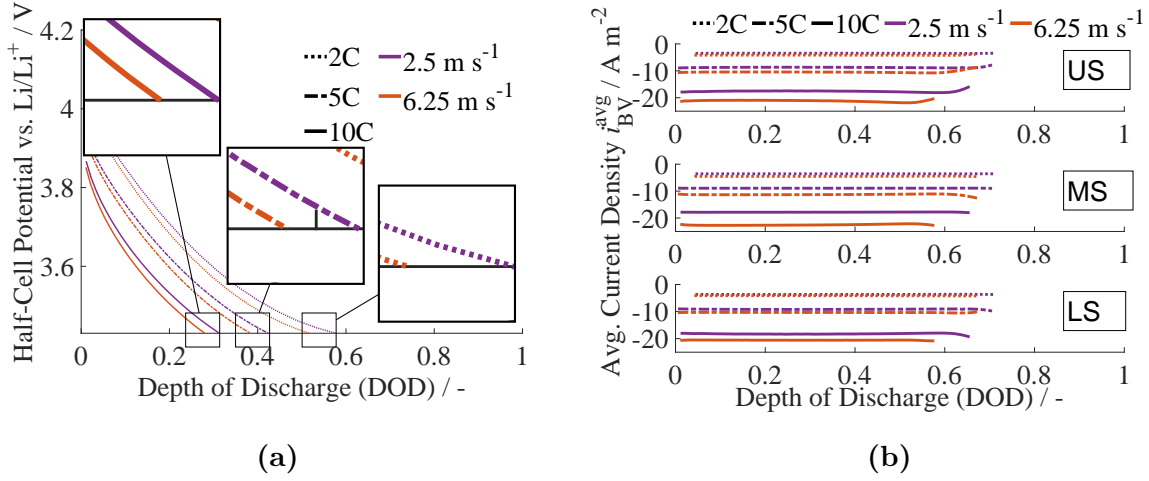 Half-Cell Potential vs. Li/Li⁺ / V
4.2
4
3.8
3.6
2C
5C
10C
2.5 m s⁻¹
6.25 m s⁻¹
0 0.2 0.4 0.6 0.8 1
Depth of Discharge (DOD) / -
(a)
2C 5C 10C 2.5 m s⁻¹ 6.25 m s⁻¹
Avg. Current Density i_BV^avg / A m⁻²
0
-10
-20
US
0 0.2 0.4 0.6 0.8 1
0
-10
-20
MS
0 0.2 0.4 0.6 0.8 1
0
-10
-20
LS
0 0.2 0.4 0.6 0.8 1
Depth of Discharge (DOD) / -
(b)